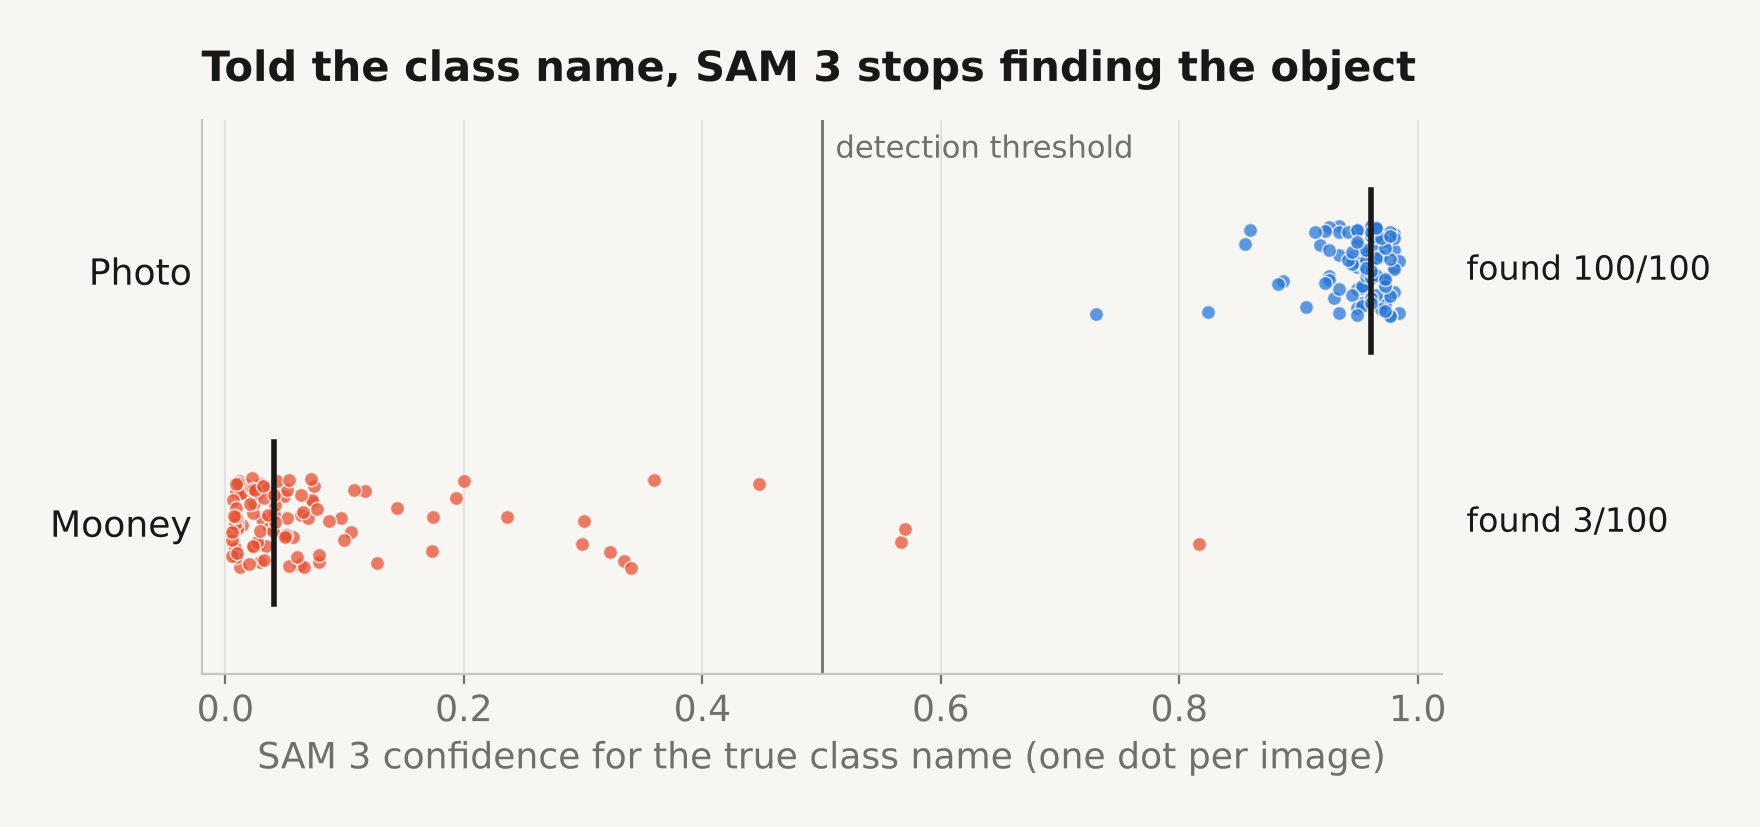 Told the class name, SAM 3 stops finding the object
detection threshold
Photo
found 100/100
Mooney
found 3/100
0.0 0.2 0.4 0.6 0.8 1.0
SAM 3 confidence for the true class name (one dot per image)